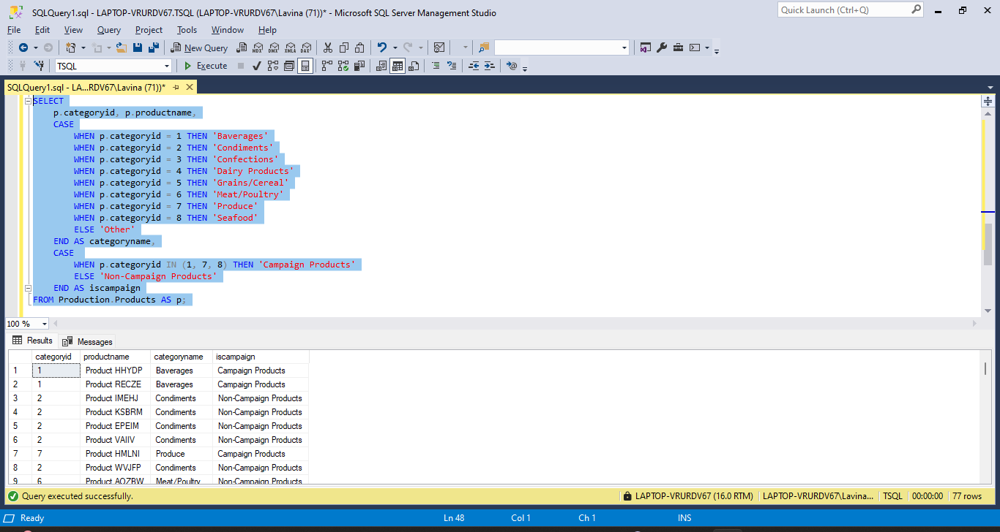 SQLQuery1.sql - LAPTOP-VRURDV67.TSQL (LAPTOP-VRURDV67\Lavina (71))* - Microsoft SQL Server Management Studio
Quick Launch (Ctrl+Q)
File Edit View Query Project Tools Window Help
New Query MDX DMX XMLA DAX
TSQL Execute
SQLQuery1.sql - LA...RDV67\Lavina (71))*
SELECT
p.categoryid, p.productname,
CASE
WHEN p.categoryid = 1 THEN 'Baverages'
WHEN p.categoryid = 2 THEN 'Condiments'
WHEN p.categoryid = 3 THEN 'Confections'
WHEN p.categoryid = 4 THEN 'Dairy Products'
WHEN p.categoryid = 5 THEN 'Grains/Cereal'
WHEN p.categoryid = 6 THEN 'Meat/Poultry'
WHEN p.categoryid = 7 THEN 'Produce'
WHEN p.categoryid = 8 THEN 'Seafood'
ELSE 'Other'
END AS categoryname,
CASE
WHEN p.categoryid IN (1, 7, 8) THEN 'Campaign Products'
ELSE 'Non-Campaign Products'
END AS iscampaign
FROM Production.Products AS p;
100 %
Results Messages
categoryid productname categoryname iscampaign
1 1 Product HHYDP Baverages Campaign Products
2 1 Product RECZE Baverages Campaign Products
3 2 Product IMEHJ Condiments Non-Campaign Products
4 2 Product KSBRM Condiments Non-Campaign Products
5 2 Product EPEIM Condiments Non-Campaign Products
6 2 Product VAIIV Condiments Non-Campaign Products
7 7 Product HMLNI Produce Campaign Products
8 2 Product WVJFP Condiments Non-Campaign Products
9 6 Product AOZBW Meat/Poultry Non-Campaign Products
Query executed successfully. LAPTOP-VRURDV67 (16.0 RTM) LAPTOP-VRURDV67\Lavina... TSQL 00:00:00 77 rows
Ready Ln 48 Col 1 Ch 1 INS